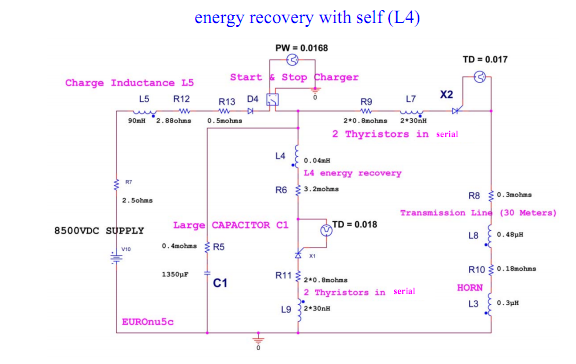 energy recovery with self (L4)
PW = 0.0168
TD = 0.017
Charge Inductance L5
Start & Stop Charger
0
L5 R12 R13 D4 R9 L7 X2
90mH 2.88ohms 0.5mohms 2*0.8mohms 2*30nH
2 Thyristors in serial
L4 0.04mH
L4 energy recovery
R7
2.5ohms
R6 3.2mohms
R8 0.3mohms
Transmission Line (30 Meters)
Large CAPACITOR C1
TD = 0.018
8500VDC SUPPLY
L8 0.48µH
V10
0.4mohms R5
X1
1350µF
C1
R11 2*0.8mohms
R10 0.18mohms
2 Thyristors in serial
HORN
L9 2*30nH
L3 0.3µH
EUROnu5c
0